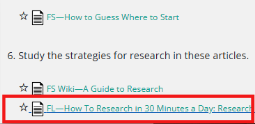 FS—How to Guess Where to Start
6. Study the strategies for research in these articles.
FS Wiki—A Guide to Research
FL—How To Research in 30 Minutes a Day: Research